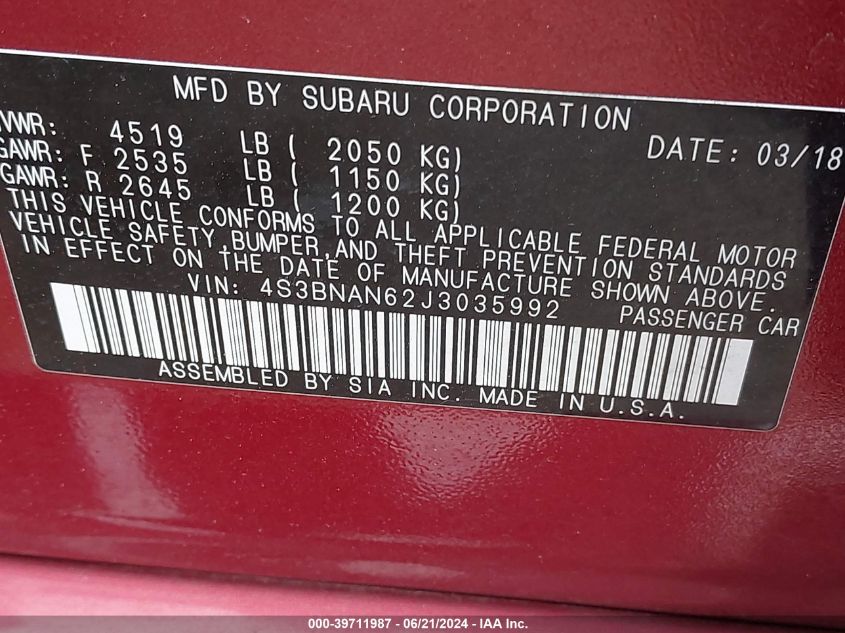 MFD BY SUBARU CORPORATION
VWR: 4519 LB ( 2050 KG) DATE: 03/18
GAWR: F 2535 LB ( 1150 KG)
GAWR: R 2645 LB ( 1200 KG)
THIS VEHICLE CONFORMS TO ALL APPLICABLE FEDERAL MOTOR
VEHICLE SAFETY,BUMPER,AND THEFT PREVENTION STANDARDS
IN EFFECT ON THE DATE OF MANUFACTURE SHOWN ABOVE.
VIN: 4S3BNAN62J3035992 PASSENGER CAR
ASSEMBLED BY SIA INC. MADE IN U.S.A.
000-39711987 - 06/21/2024 - IAA Inc.